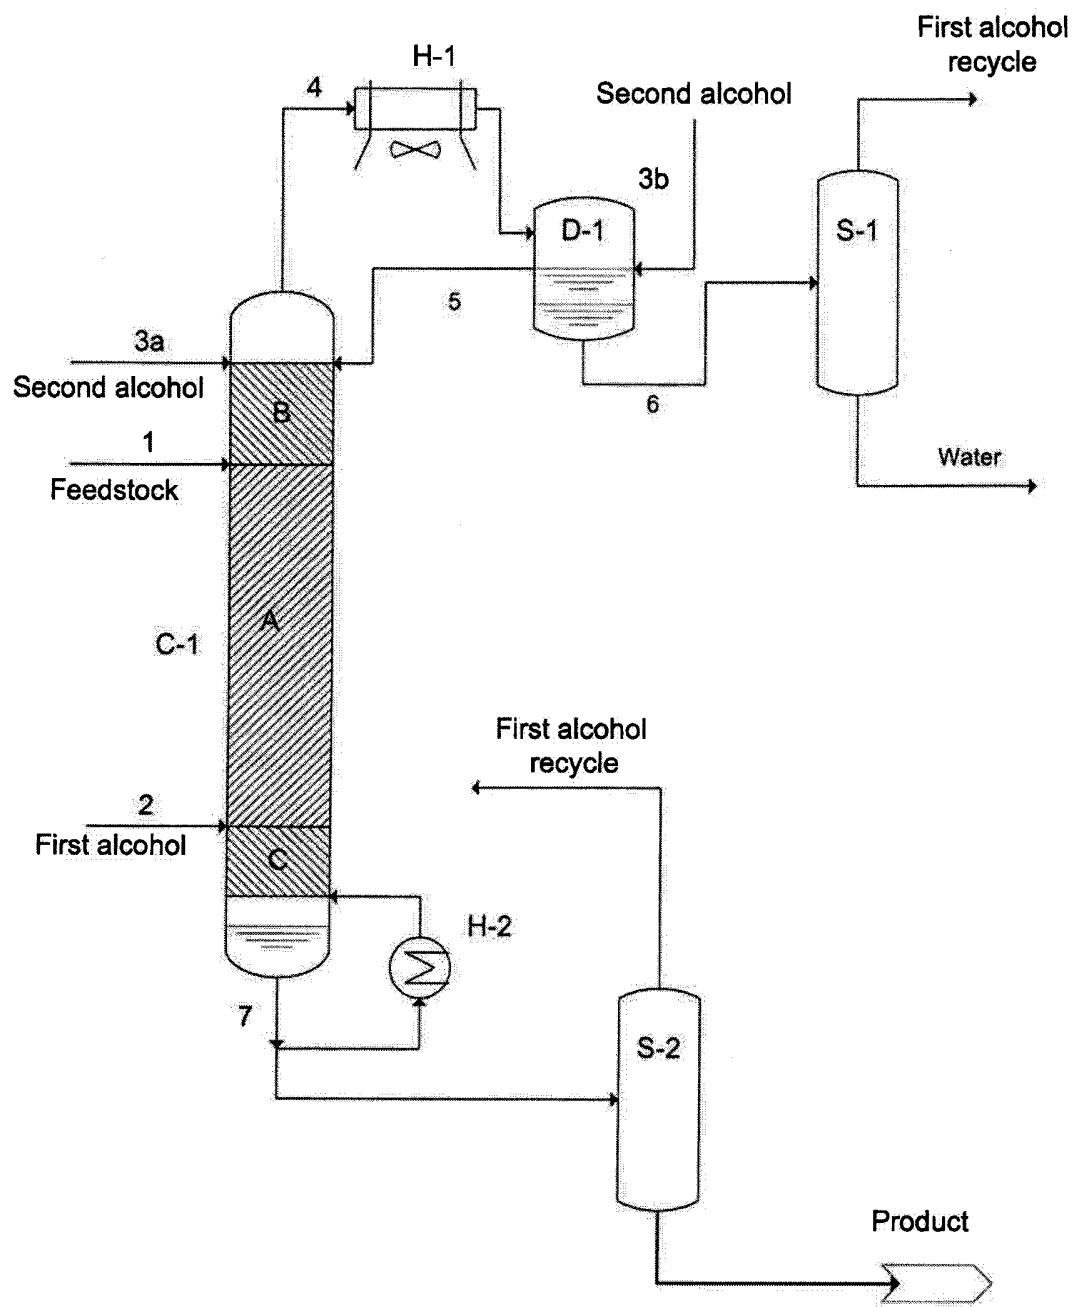 First alcohol
recycle
H-1
4
Second alcohol
3b
D-1
S-1
5
3a
Second alcohol
B
6
1
Feedstock
Water
A
C-1
First alcohol
recycle
2
First alcohol
C
H-2
7
S-2
Product